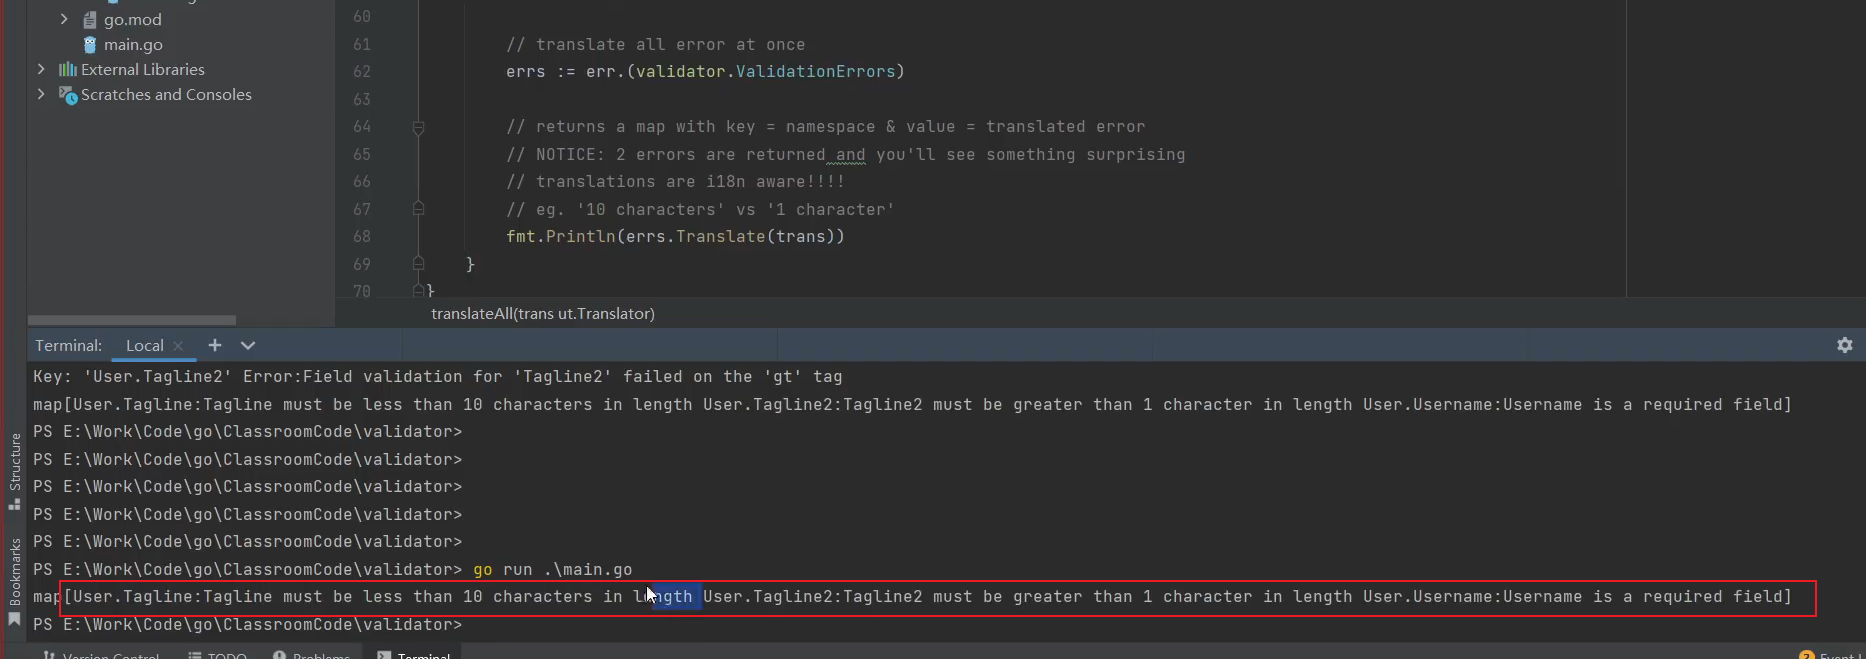 go.mod
main.go
External Libraries
Scratches and Consoles
60
61 // translate all error at once
62 errs := err.(validator.ValidationErrors)
63
64 // returns a map with key = namespace & value = translated error
65 // NOTICE: 2 errors are returned and you'll see something surprising
66 // translations are i18n aware!!!!
67 // eg. '10 characters' vs '1 character'
68 fmt.Println(errs.Translate(trans))
69 }
70 }
translateAll(trans ut.Translator)
Terminal: Local × +
Key: 'User.Tagline2' Error:Field validation for 'Tagline2' failed on the 'gt' tag
map[User.Tagline:Tagline must be less than 10 characters in length User.Tagline2:Tagline2 must be greater than 1 character in length User.Username:Username is a required field]
PS E:\Work\Code\go\ClassroomCode\validator>
PS E:\Work\Code\go\ClassroomCode\validator>
PS E:\Work\Code\go\ClassroomCode\validator>
PS E:\Work\Code\go\ClassroomCode\validator>
PS E:\Work\Code\go\ClassroomCode\validator>
PS E:\Work\Code\go\ClassroomCode\validator> go run .\main.go
map[User.Tagline:Tagline must be less than 10 characters in length User.Tagline2:Tagline2 must be greater than 1 character in length User.Username:Username is a required field]
PS E:\Work\Code\go\ClassroomCode\validator>
Structure
Bookmarks
Version Control TODO Problems Terminal Event